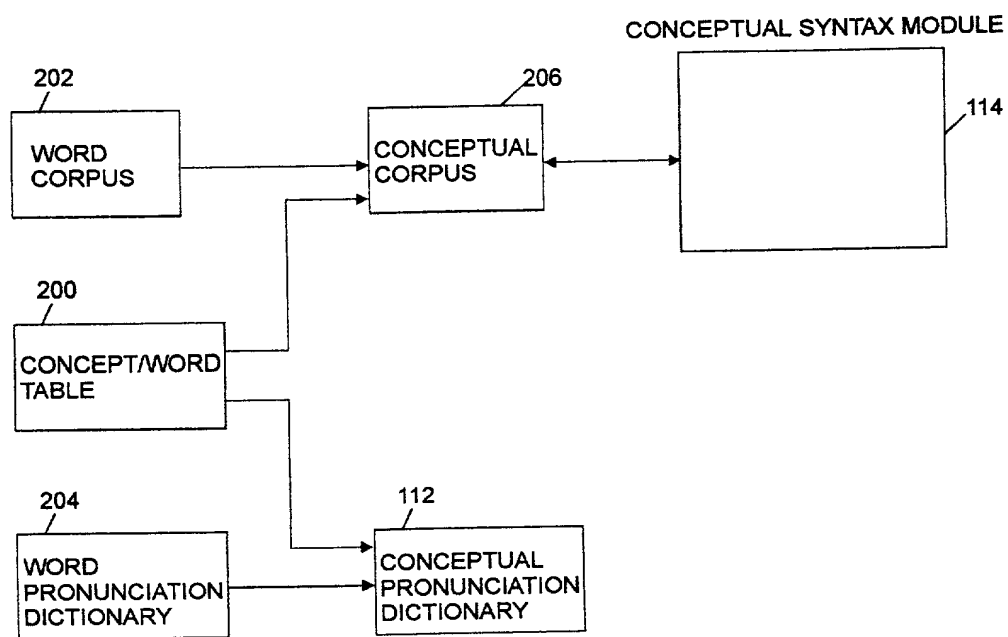 CONCEPTUAL SYNTAX MODULE
202
206
114
WORD
CORPUS
CONCEPTUAL
CORPUS
200
CONCEPT/WORD
TABLE
204
112
WORD
PRONUNCIATION
DICTIONARY
CONCEPTUAL
PRONUNCIATION
DICTIONARY